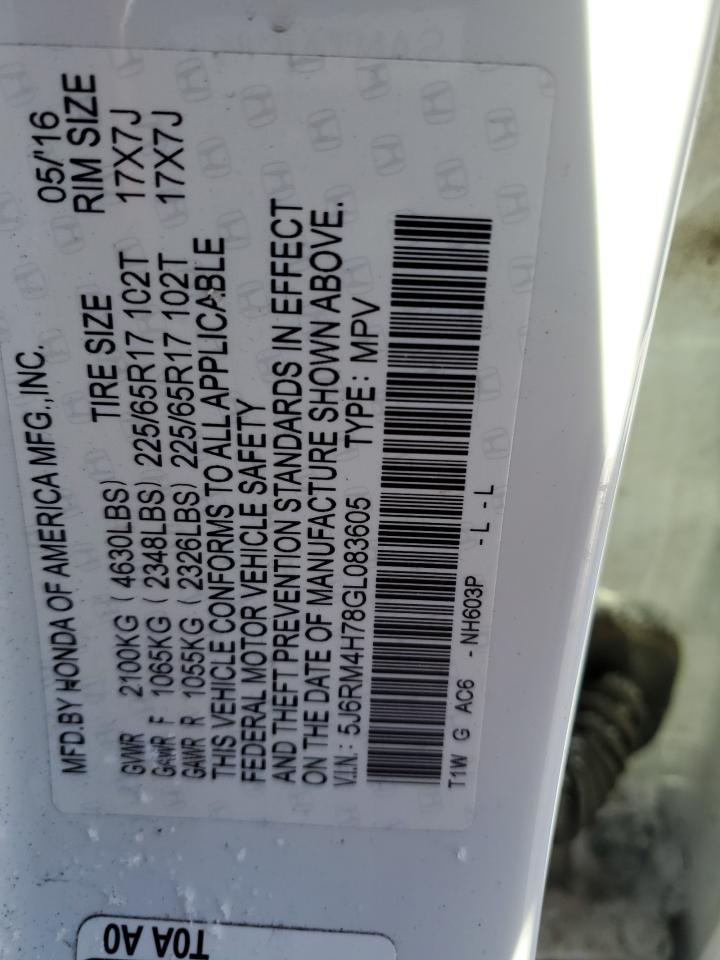 MFD.BY HONDA OF AMERICA MFG.,INC. 05/'16
TIRE SIZE RIM SIZE
GVWR 2100KG ( 4630LBS)
GAWR F 1065KG ( 2348LBS) 225/65R17 102T 17X7J
GAWR R 1055KG ( 2326LBS) 225/65R17 102T 17X7J
THIS VEHICLE CONFORMS TO ALL APPLICABLE
FEDERAL MOTOR VEHICLE SAFETY
AND THEFT PREVENTION STANDARDS IN EFFECT
ON THE DATE OF MANUFACTURE SHOWN ABOVE.
V.I.N.: 5J6RM4H78GL083605 TYPE: MPV
T1W G AC6 - NH603P - L - L
T0A A0